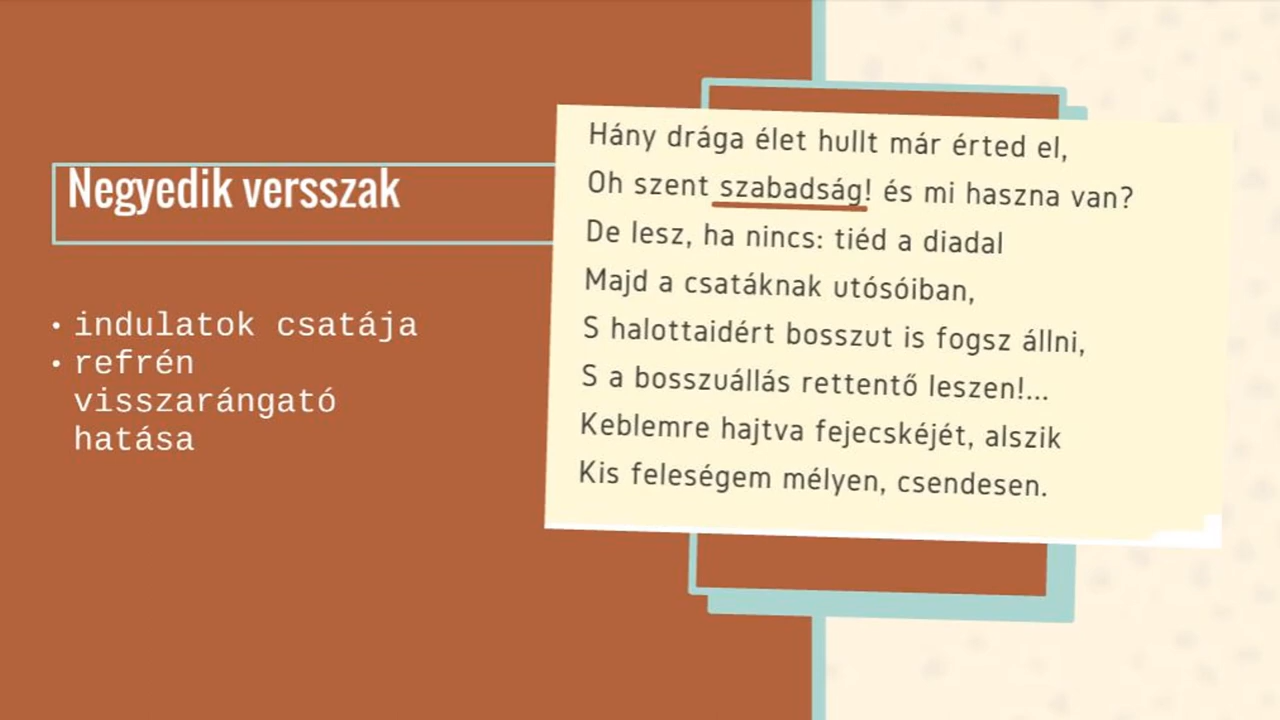 Negyedik versszak
• indulatok csatája
• refrén
visszarángató
hatása
Hány drága élet hullt már érted el,
Oh szent szabadság! és mi haszna van?
De lesz, ha nincs: tiéd a diadal
Majd a csatáknak utósóiban,
S halottaidért bosszut is fogsz állni,
S a bosszuállás rettentő leszen!...
Keblemre hajtva fejecskéjét, alszik
Kis feleségem mélyen, csendesen.